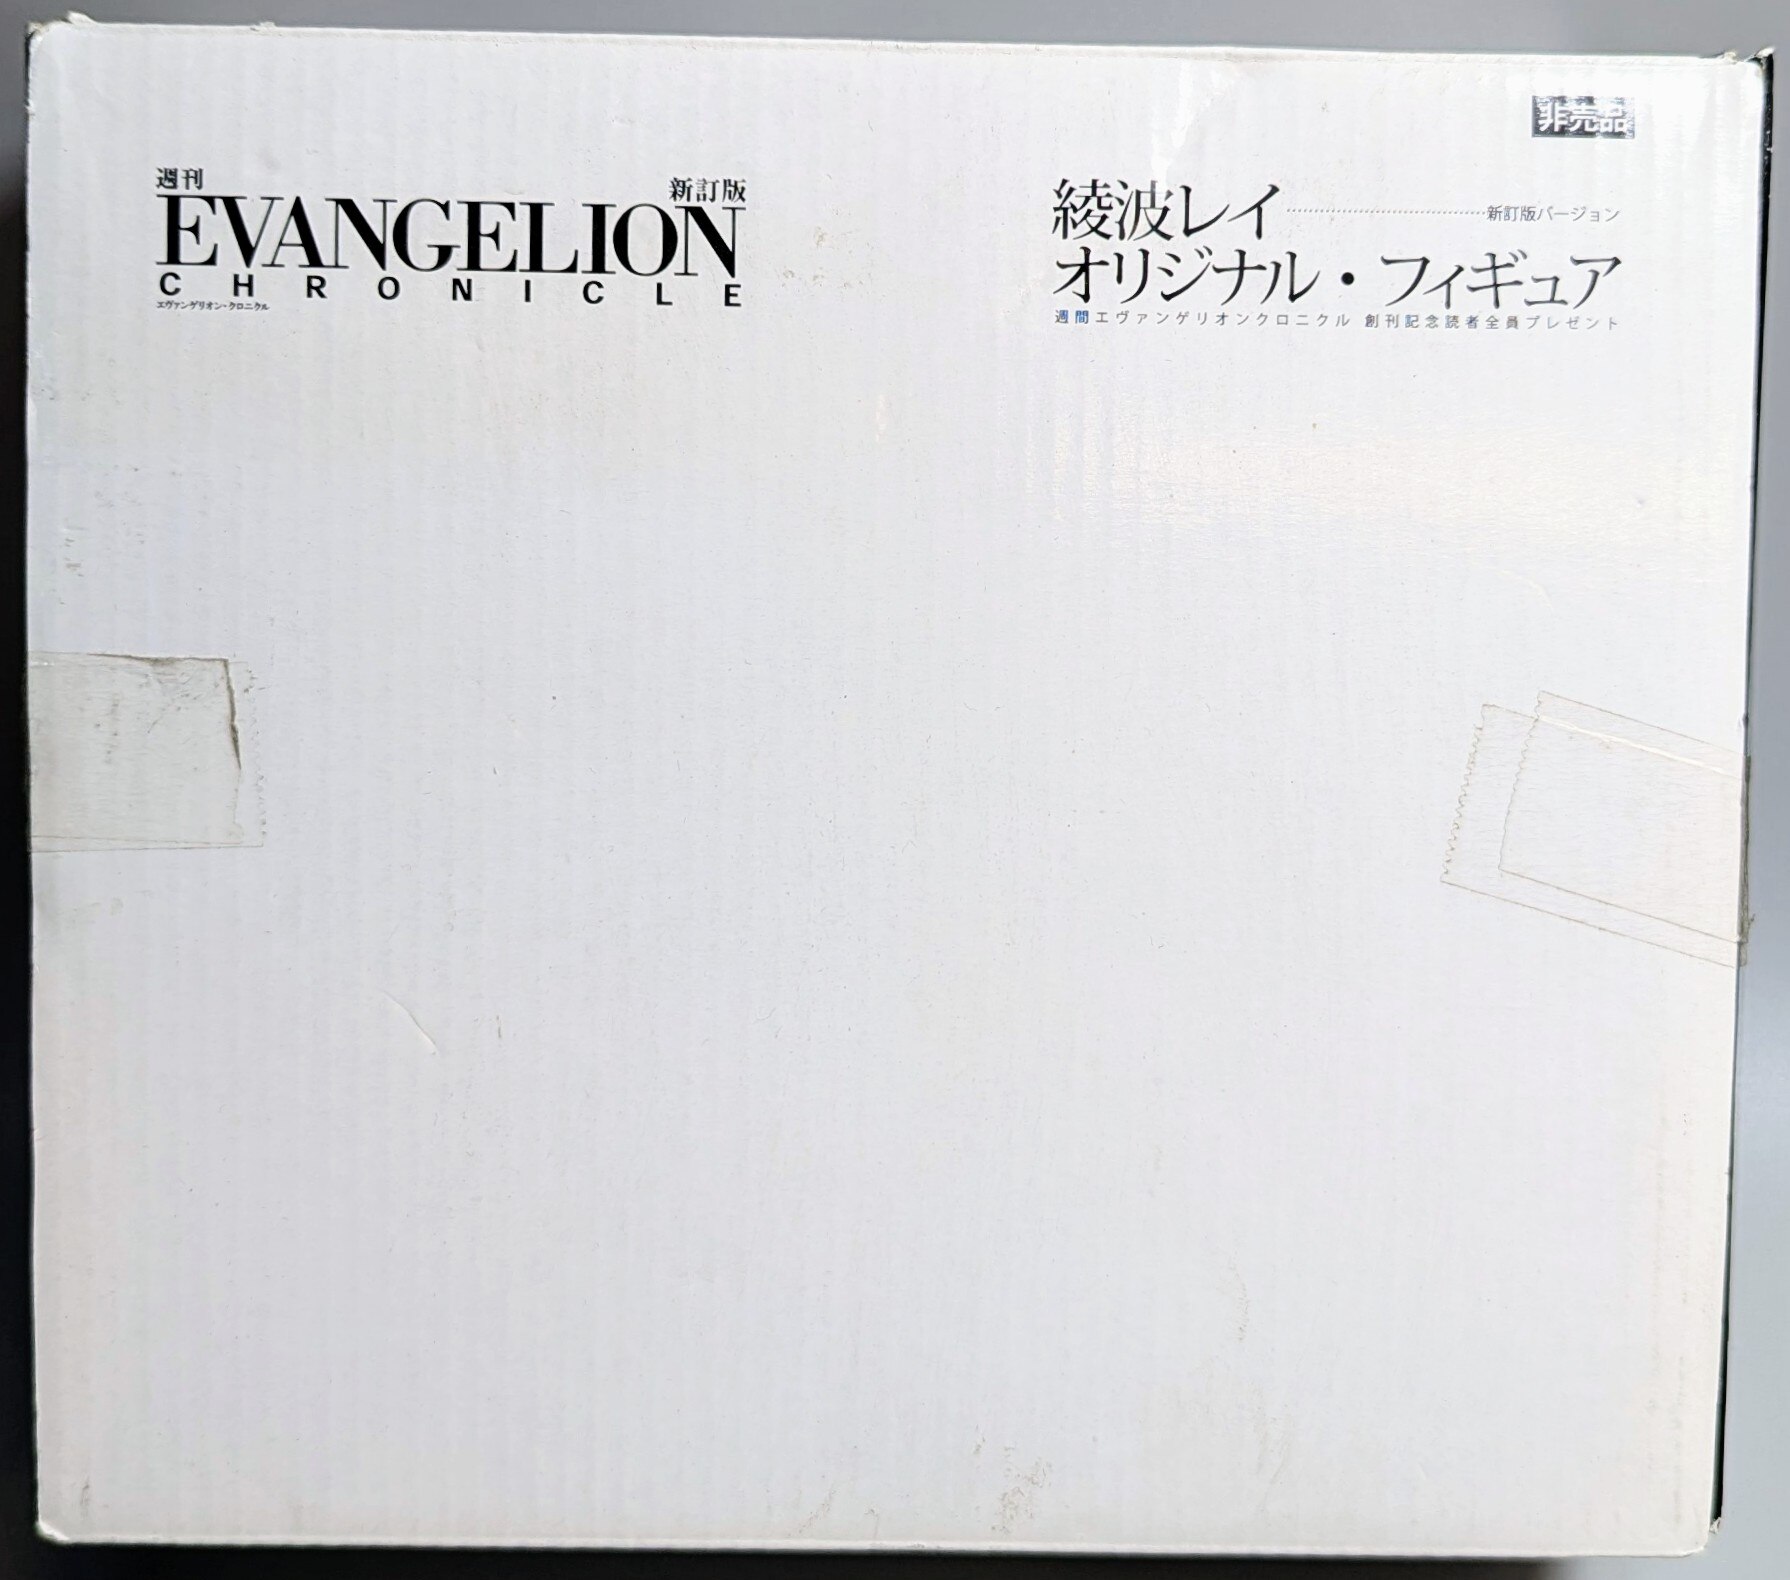 非売品
週刊
新訂版
EVANGELION
CHRONICLE
エヴァンゲリオン・クロニクル
綾波レイ……………………新訂版バージョン
オリジナル・フィギュア
週間エヴァンゲリオンクロニクル 創刊記念読者全員プレゼント